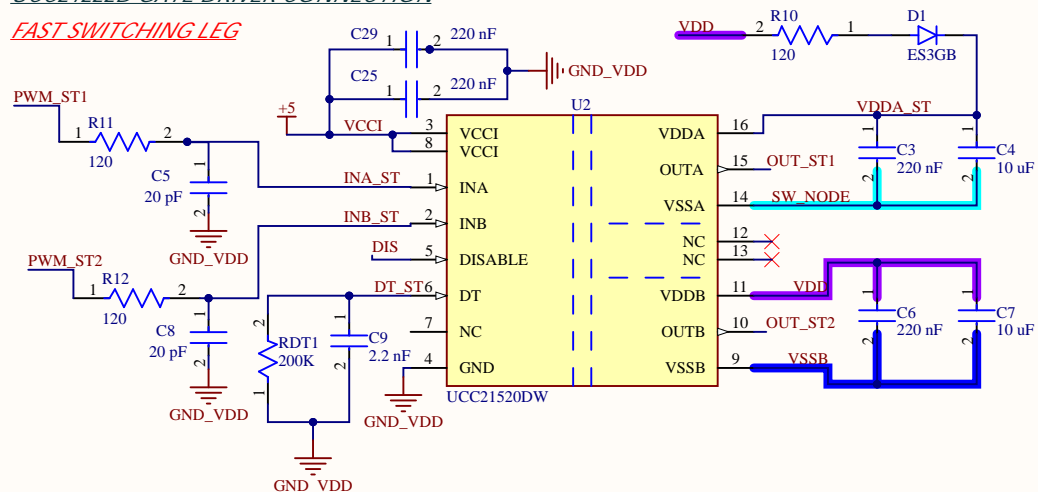 FAST SWITCHING LEG
C29
1
2
220 nF
C25
1
2
220 nF
GND_VDD
VDD
2
R10
1
120
D1
ES3GB
PWM_ST1
1
R11
2
120
+5
VCCI
U2
VDDA_ST
1
C5
20 pF
2
GND_VDD
3
VCCI
8
VCCI
INA_ST
1
INA
INB_ST
2
INB
DIS
5
DISABLE
DT_ST
6
DT
7
NC
4
GND
VDDA
16
OUTA
15
OUT_ST1
VSSA
14
SW_NODE
NC
12
NC
13
VDDB
11
VDD
OUTB
10
OUT_ST2
VSSB
9
VSSB
UCC21520DW
1
C3
220 nF
2
1
C4
10 uF
2
1
C6
220 nF
2
1
C7
10 uF
2
PWM_ST2
1
R12
2
120
1
C8
20 pF
2
GND_VDD
2
RDT1
200K
1
1
C9
2.2 nF
2
GND_VDD
GND_VDD